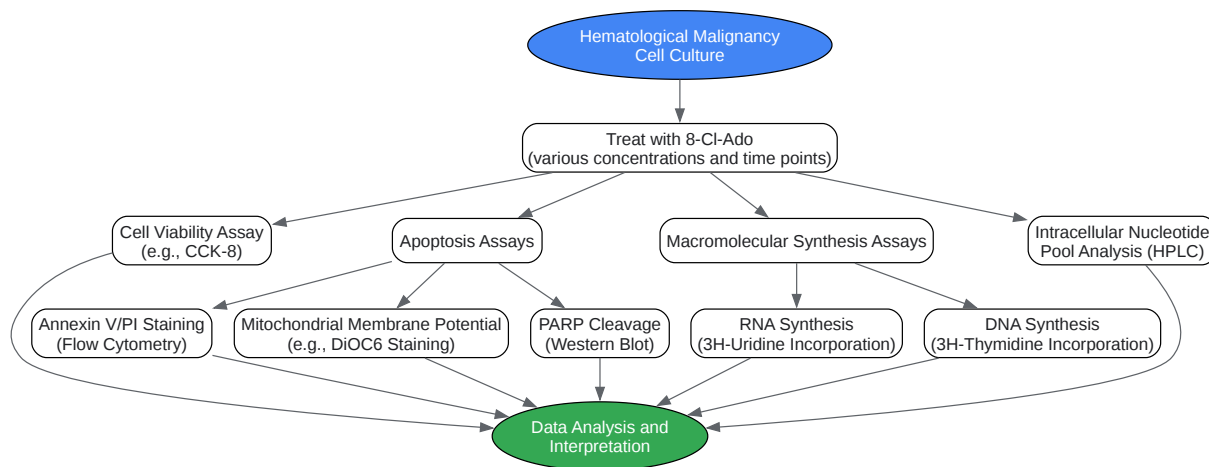 Hematological Malignancy
Cell Culture
Treat with 8-Cl-Ado
(various concentrations and time points)
Cell Viability Assay
(e.g., CCK-8)
Apoptosis Assays
Macromolecular Synthesis Assays
Intracellular Nucleotide
Pool Analysis (HPLC)
Annexin V/PI Staining
(Flow Cytometry)
Mitochondrial Membrane Potential
(e.g., DiOC6 Staining)
PARP Cleavage
(Western Blot)
RNA Synthesis
(3H-Uridine Incorporation)
DNA Synthesis
(3H-Thymidine Incorporation)
Data Analysis and
Interpretation